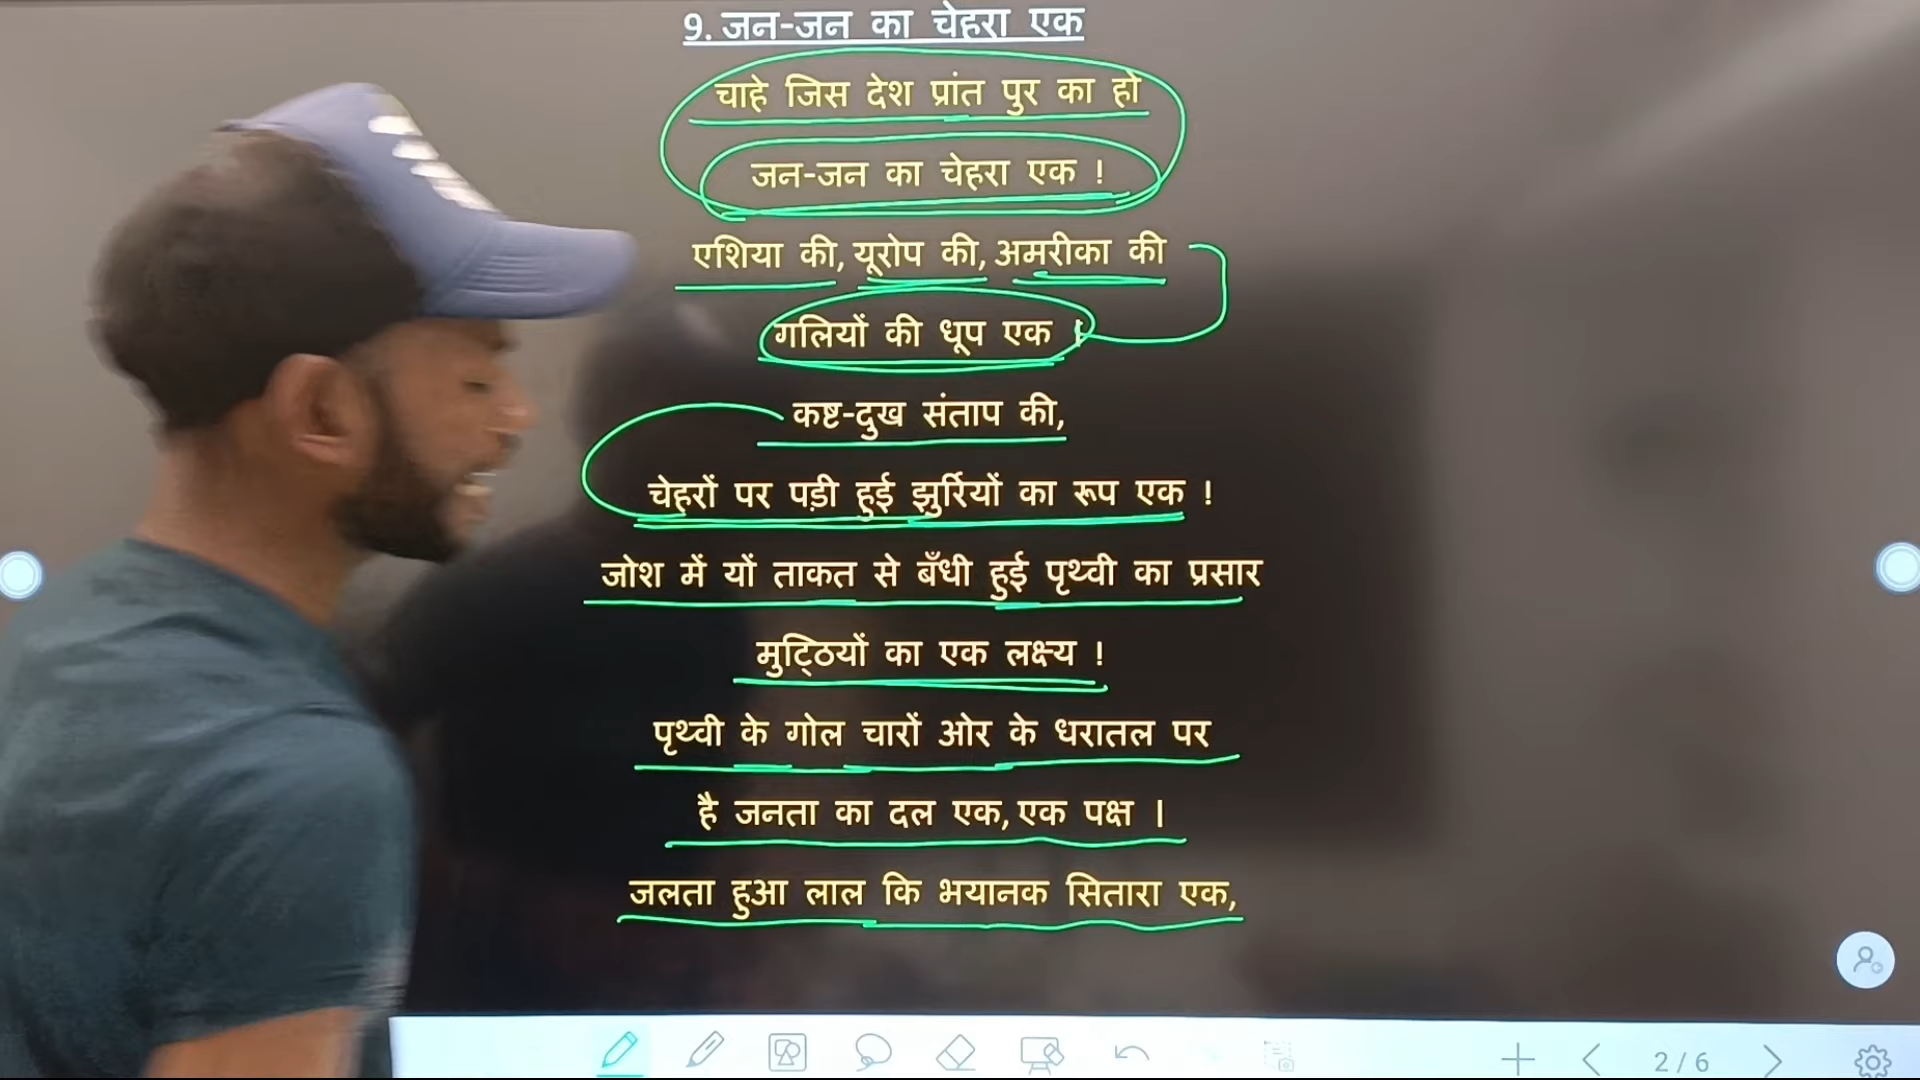 9. जन-जन का चेहरा एक
चाहे जिस देश प्रांत पुर का हो
जन-जन का चेहरा एक !
एशिया की, यूरोप की, अमरीका की
गलियों की धूप एक ।
कष्ट-दुख संताप की,
चेहरों पर पड़ी हुई झुर्रियों का रूप एक !
जोश में यों ताकत से बँधी हुई पृथ्वी का प्रसार
मुट्ठियों का एक लक्ष्य !
पृथ्वी के गोल चारों ओर के धरातल पर
है जनता का दल एक, एक पक्ष ।
जलता हुआ लाल कि भयानक सितारा एक,
2 / 6